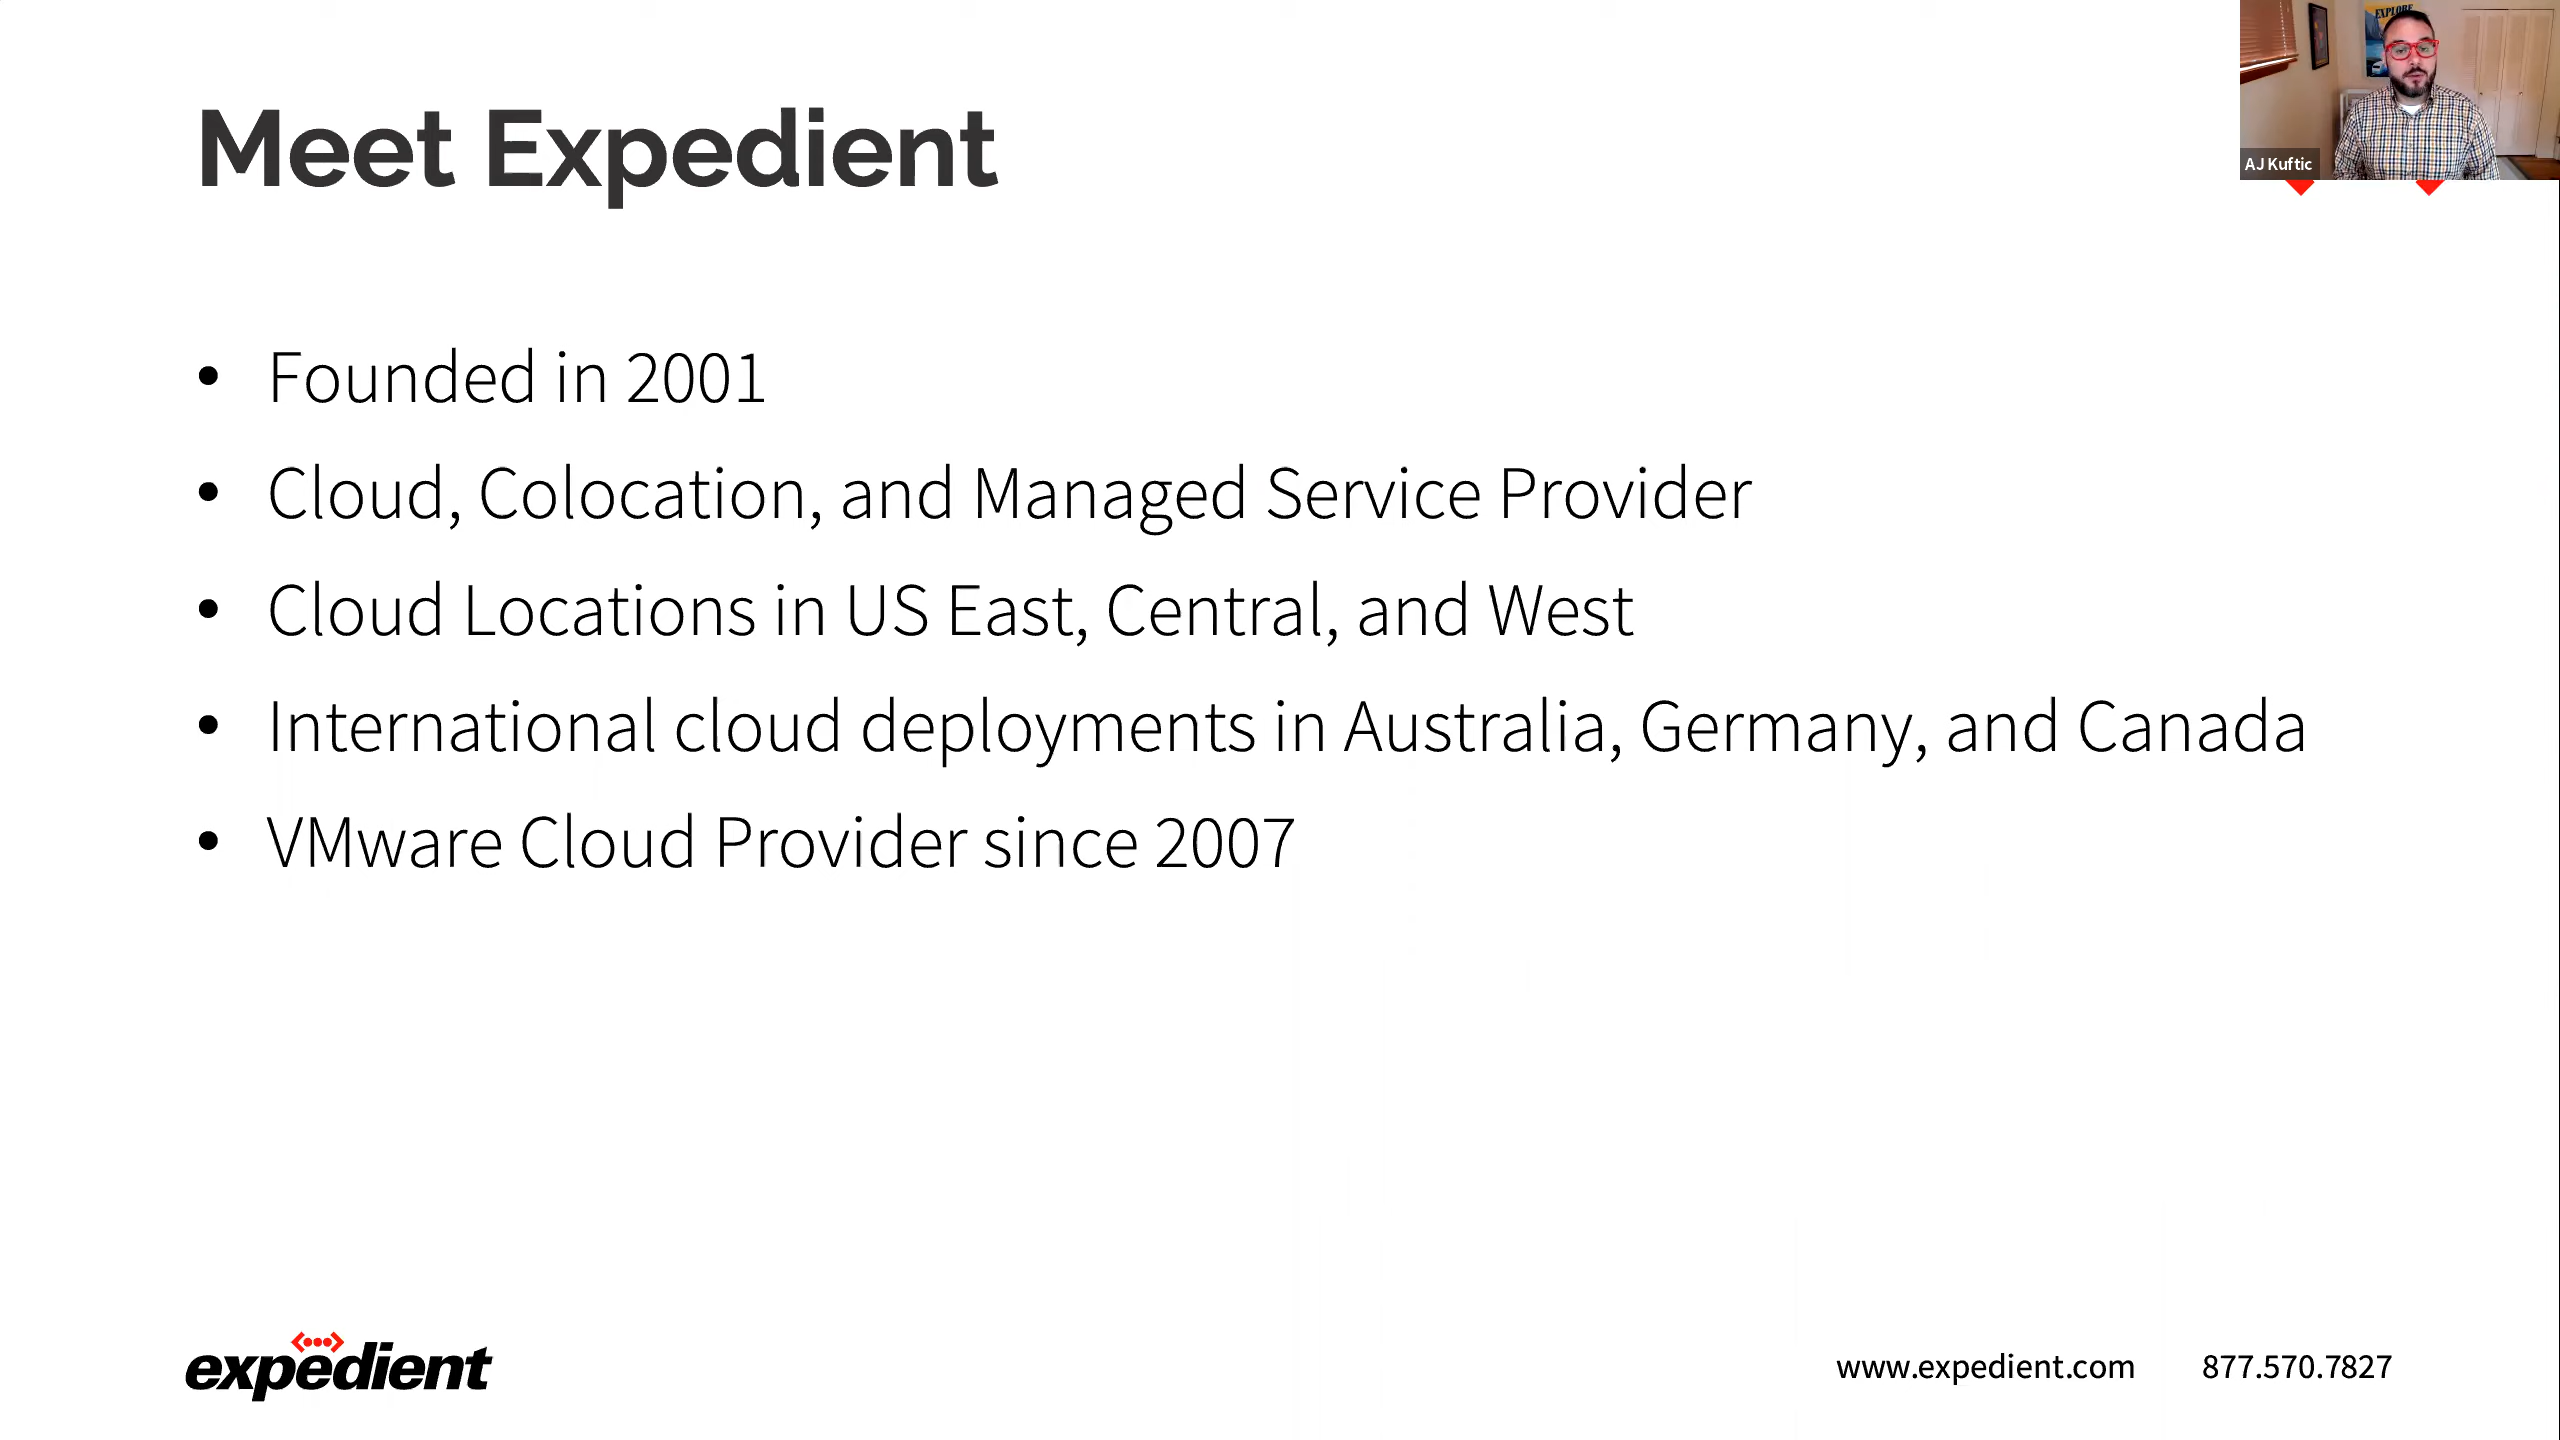 EXPLORE
AJ Kuftic
Meet Expedient
• Founded in 2001
• Cloud, Colocation, and Managed Service Provider
• Cloud Locations in US East, Central, and West
• International cloud deployments in Australia, Germany, and Canada
• VMware Cloud Provider since 2007
expedient
www.expedient.com 877.570.7827